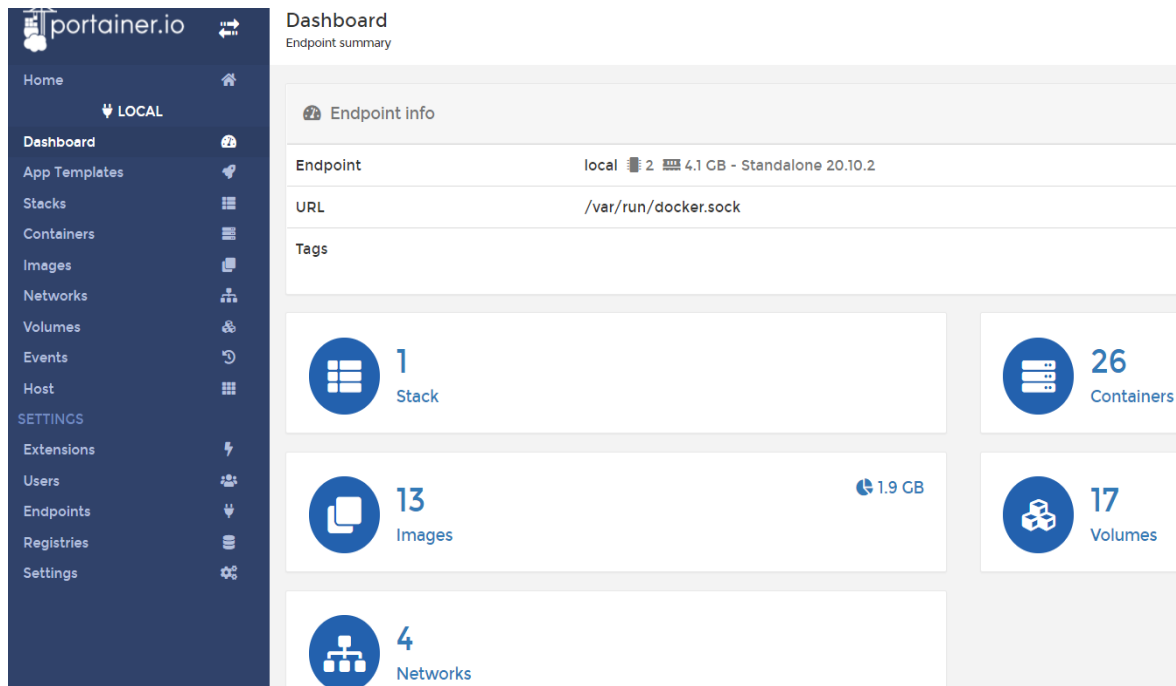 portainer.io
Home
LOCAL
Dashboard
App Templates
Stacks
Containers
Images
Networks
Volumes
Events
Host
SETTINGS
Extensions
Users
Endpoints
Registries
Settings
Dashboard
Endpoint summary
Endpoint info
Endpoint local 2 4.1 GB - Standalone 20.10.2
URL /var/run/docker.sock
Tags
1
Stack
26
Containers
13
Images
1.9 GB
17
Volumes
4
Networks